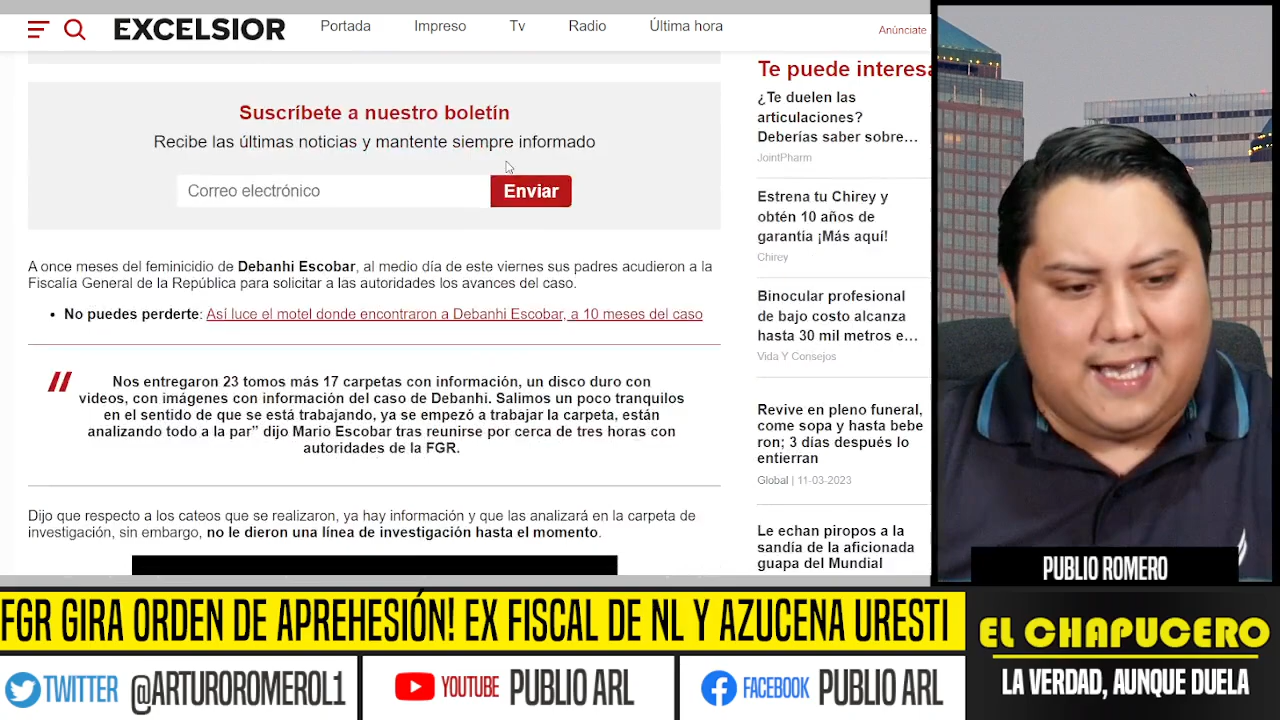 EXCELSIOR
Portada
Impreso
Tv
Radio
Última hora
Anúnciate
Suscríbete a nuestro boletín
Recibe las últimas noticias y mantente siempre informado
Correo electrónico
Enviar
A once meses del feminicidio de Debanhi Escobar, al medio día de este viernes sus padres acudieron a la
Fiscalía General de la República para solicitar a las autoridades los avances del caso.
• No puedes perderte: Así luce el motel donde encontraron a Debanhi Escobar, a 10 meses del caso
Nos entregaron 23 tomos más 17 carpetas con información, un disco duro con
videos, con imágenes con información del caso de Debanhi. Salimos un poco tranquilos
en el sentido de que se está trabajando, ya se empezó a trabajar la carpeta, están
analizando todo a la par” dijo Mario Escobar tras reunirse por cerca de tres horas con
autoridades de la FGR.
Dijo que respecto a los cateos que se realizaron, ya hay información y que las analizará en la carpeta de
investigación, sin embargo, no le dieron una línea de investigación hasta el momento.
Te puede interesa
¿Te duelen las
articulaciones?
Deberías saber sobre...
JointPharm
Estrena tu Chirey y
obtén 10 años de
garantía ¡Más aquí!
Chirey
Binocular profesional
de bajo costo alcanza
hasta 30 mil metros e...
Vida Y Consejos
Revive en pleno funeral,
come sopa y hasta bebe
ron; 3 días después lo
entierran
Global | 11-03-2023
Le echan piropos a la
sandía de la aficionada
guapa del Mundial
PUBLIO ROMERO
FGR GIRA ORDEN DE APREHESIÓN! EX FISCAL DE NL Y AZUCENA URESTI
EL CHAPUCERO
LA VERDAD, AUNQUE DUELA
TWITTER @ARTUROROMEROL1
YOUTUBE PUBLIO ARL
FACEBOOK PUBLIO ARL